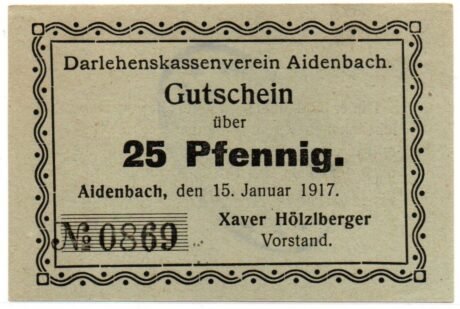 Darlehenskassenverein Aidenbach.
Gutschein
über
25 Pfennig.
Aidenbach, den 15. Januar 1917.
№ 0869
Xaver Hölzlberger
Vorstand.